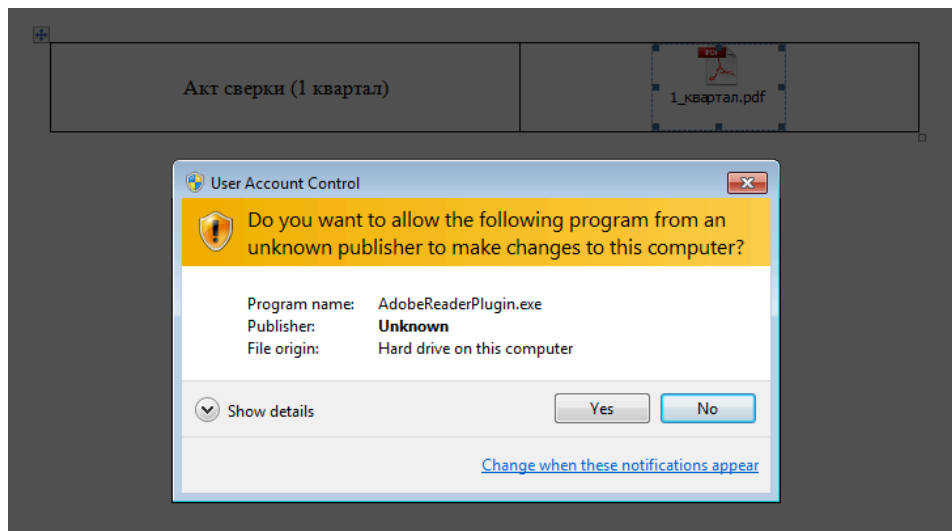 Акт сверки (1 квартал)
PDF
1_квартал.pdf
User Account Control
Do you want to allow the following program from an
unknown publisher to make changes to this computer?
Program name: AdobeReaderPlugin.exe
Publisher: Unknown
File origin: Hard drive on this computer
Show details
Yes
No
Change when these notifications appear